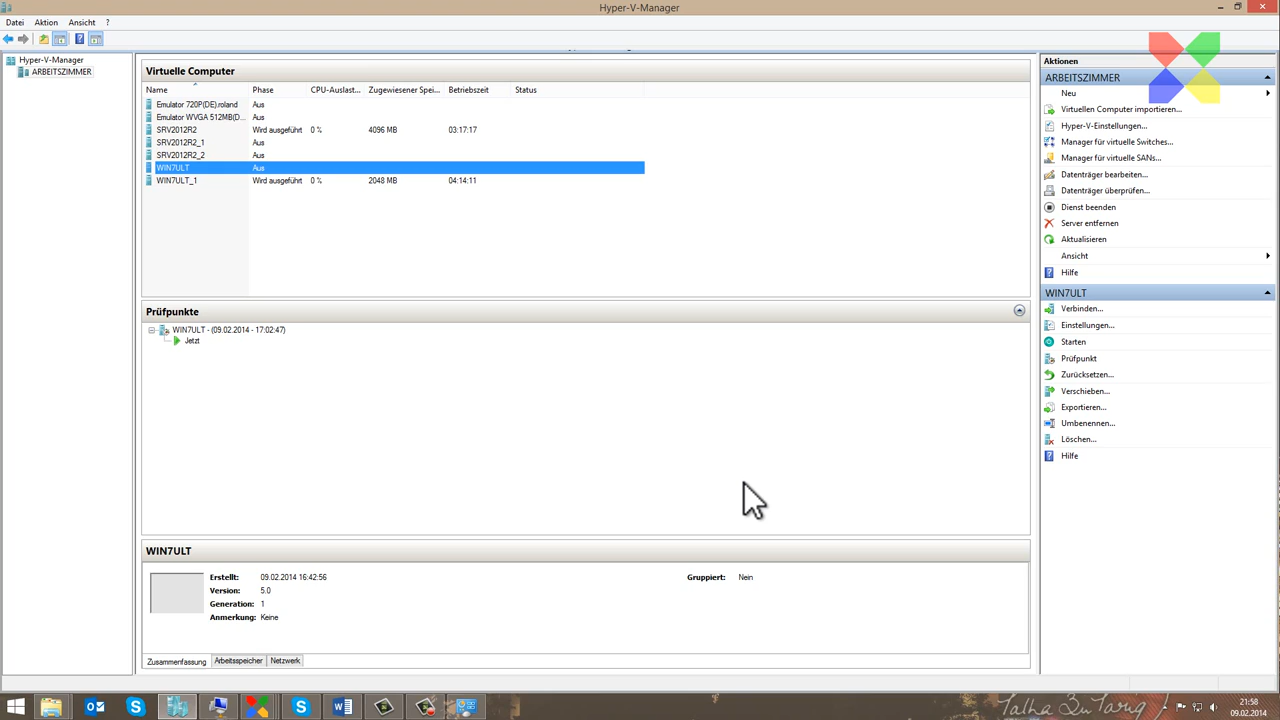 Hyper-V-Manager
Datei Aktion Ansicht ?
Hyper-V-Manager
ARBEITSZIMMER
Virtuelle Computer
Name Phase CPU-Auslast... Zugewiesener Spei... Betriebszeit Status
Emulator 720P(DE).roland Aus
Emulator WVGA 512MB(D... Aus
SRV2012R2 Wird ausgeführt 0 % 4096 MB 03:17:17
SRV2012R2_1 Aus
SRV2012R2_2 Aus
WIN7ULT Aus
WIN7ULT_1 Wird ausgeführt 0 % 2048 MB 04:14:11
Prüfpunkte
WIN7ULT - (09.02.2014 - 17:02:47)
Jetzt
WIN7ULT
Erstellt: 09.02.2014 16:42:56 Gruppiert: Nein
Version: 5.0
Generation: 1
Anmerkung: Keine
Zusammenfassung Arbeitsspeicher Netzwerk
Aktionen
ARBEITSZIMMER
Neu
Virtuellen Computer importieren...
Hyper-V-Einstellungen...
Manager für virtuelle Switches...
Manager für virtuelle SANs...
Datenträger bearbeiten...
Datenträger überprüfen...
Dienst beenden
Server entfernen
Aktualisieren
Ansicht
Hilfe
WIN7ULT
Verbinden...
Einstellungen...
Starten
Prüfpunkt
Zurücksetzen...
Verschieben...
Exportieren...
Umbenennen...
Löschen...
Hilfe
21:58
09.02.2014